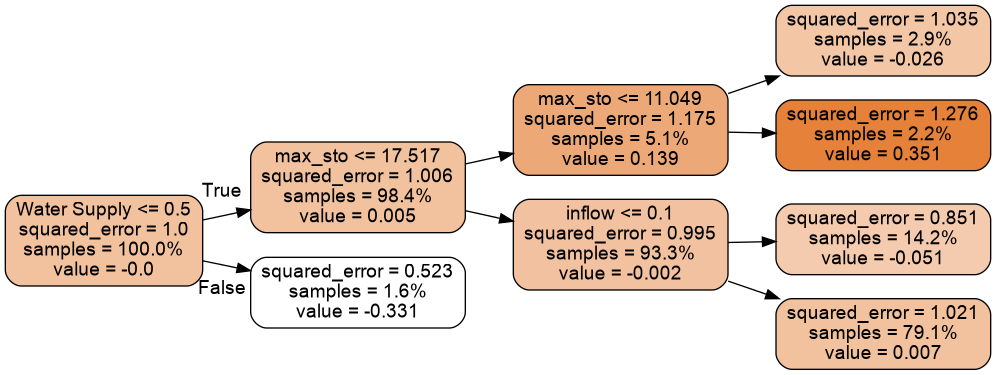 Water Supply <= 0.5
squared_error = 1.0
samples = 100.0%
value = -0.0
True
False
max_sto <= 17.517
squared_error = 1.006
samples = 98.4%
value = 0.005
squared_error = 0.523
samples = 1.6%
value = -0.331
max_sto <= 11.049
squared_error = 1.175
samples = 5.1%
value = 0.139
inflow <= 0.1
squared_error = 0.995
samples = 93.3%
value = -0.002
squared_error = 1.035
samples = 2.9%
value = -0.026
squared_error = 1.276
samples = 2.2%
value = 0.351
squared_error = 0.851
samples = 14.2%
value = -0.051
squared_error = 1.021
samples = 79.1%
value = 0.007